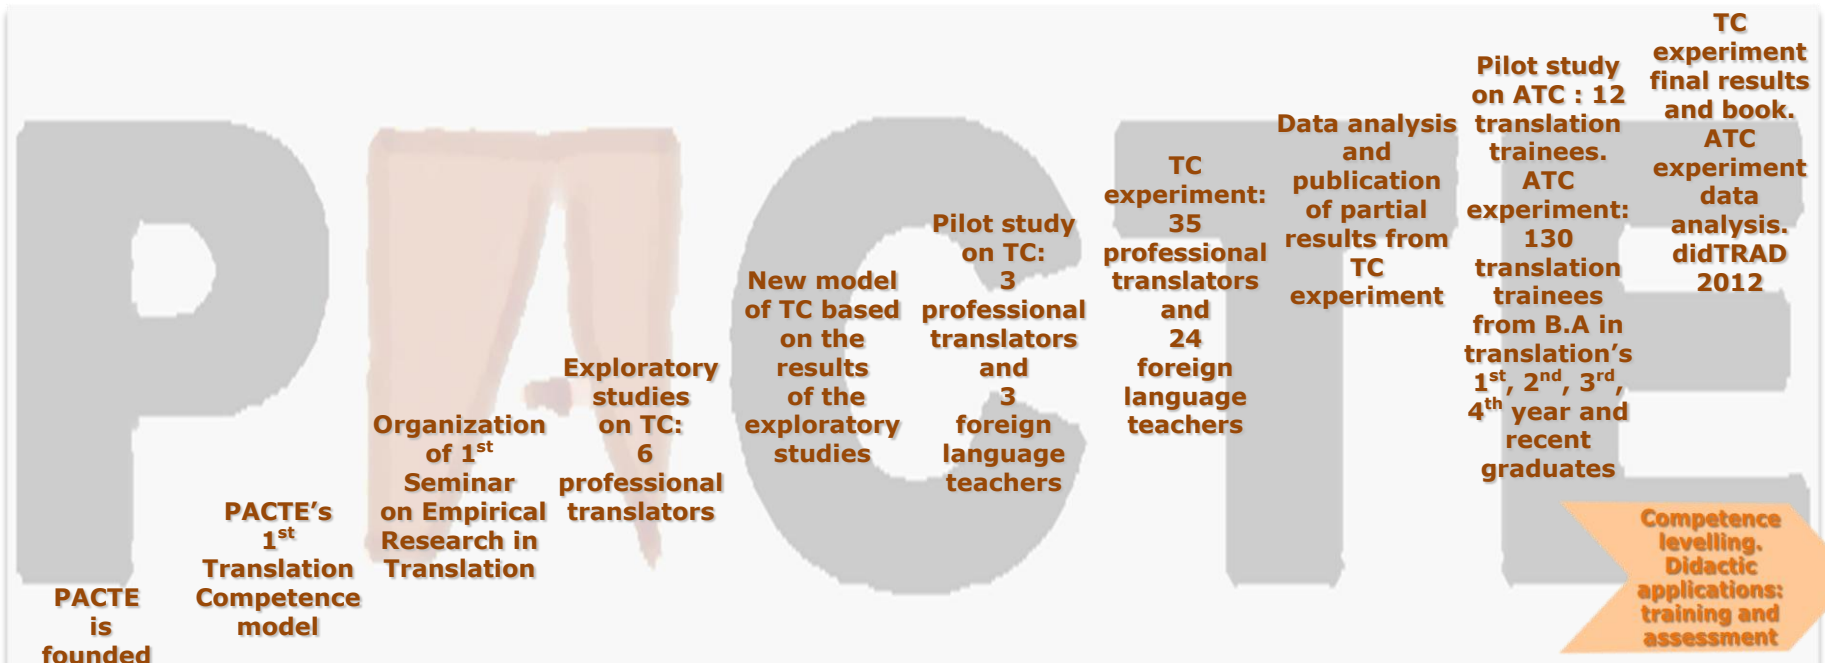 PACTE
PACTE
is
founded
PACTE’s
1st
Translation
Competence
model
Organization
of 1st
Seminar
on Empirical
Research in
Translation
Exploratory
studies
on TC:
6
professional
translators
New model
of TC based
on the
results
of the
exploratory
studies
Pilot study
on TC:
3
professional
translators
and
3
foreign
language
teachers
TC
experiment:
35
professional
translators
and
24
foreign
language
teachers
Data analysis
and
publication
of partial
results from
TC
experiment
Pilot study
on ATC : 12
translation
trainees.
ATC
experiment:
130
translation
trainees
from B.A in
translation’s
1st, 2nd, 3rd,
4th year and
recent
graduates
TC
experiment
final results
and book.
ATC
experiment
data
analysis.
didTRAD
2012
Competence
levelling.
Didactic
applications:
training and
assessment